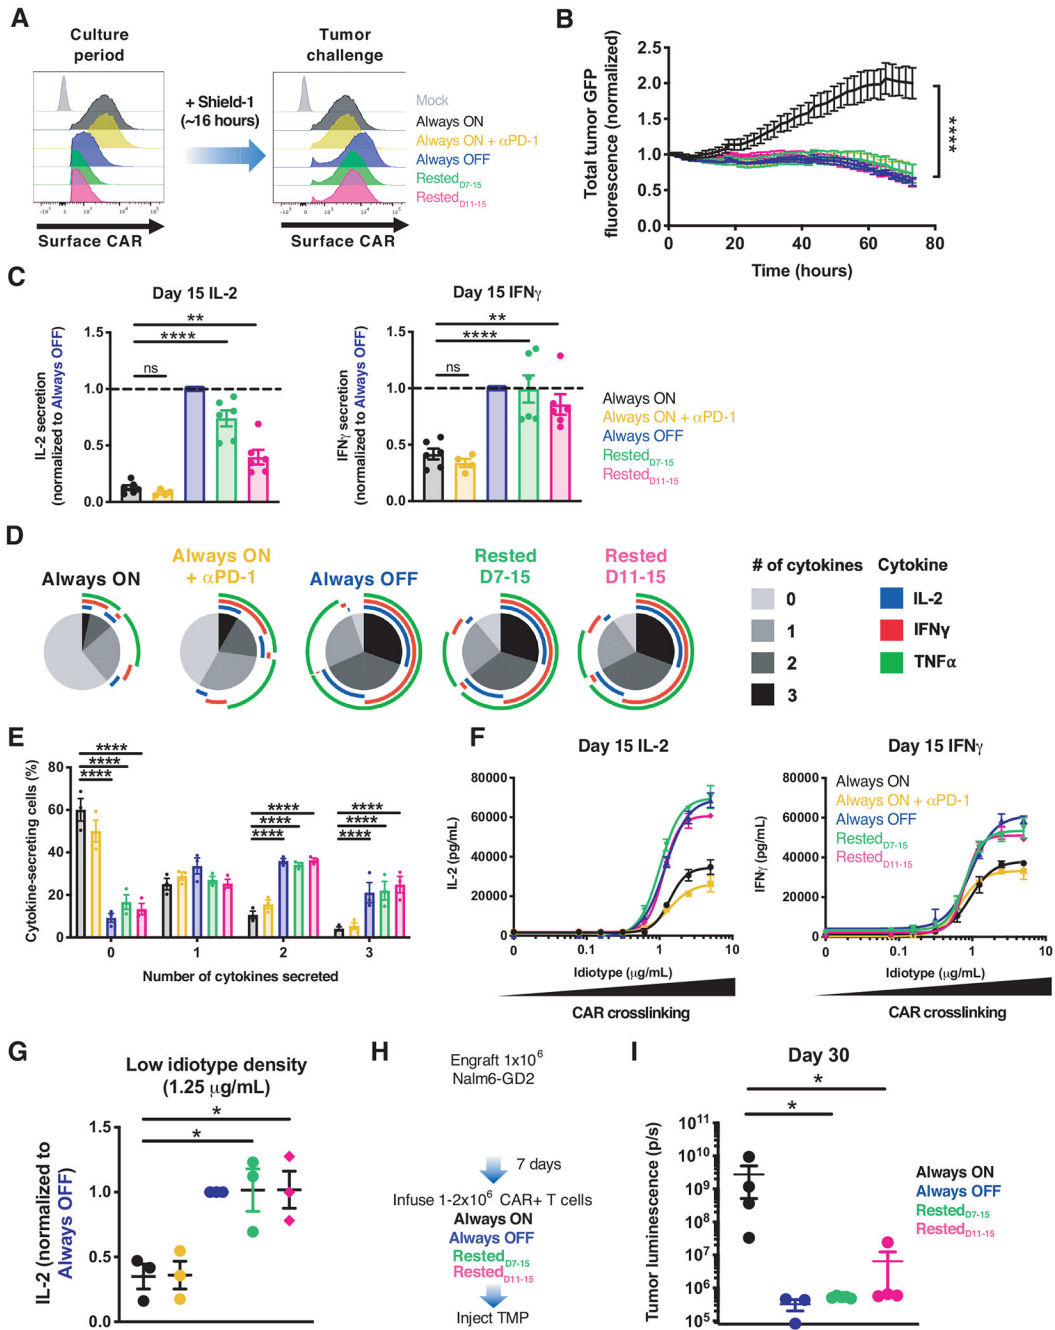 A
Culture
period
Tumor
challenge
+ Shield-1
(~16 hours)
Mock
Always ON
Always ON + αPD-1
Always OFF
RestedD7-15
RestedD11-15
-10³ 0 10³ 10⁴ 10⁵
-10³ 0 10³ 10⁴ 10⁵
Surface CAR
Surface CAR
B
Total tumor GFP
fluorescence (normalized)
2.5
2.0
1.5
1.0
0.5
0.0
0 20 40 60 80
Time (hours)
****
C
Day 15 IL-2
IL-2 secretion
(normalized to Always OFF)
1.5
1.0
0.5
0.0
**
****
ns
Day 15 IFNγ
IFNγ secretion
(normalized to Always OFF)
1.5
1.0
0.5
0.0
**
****
ns
Always ON
Always ON + αPD-1
Always OFF
RestedD7-15
RestedD11-15
D
Always ON
Always ON
+ αPD-1
Always OFF
Rested
D7-15
Rested
D11-15
# of cytokines
0
1
2
3
Cytokine
IL-2
IFNγ
TNFα
E
Cytokine-secreting cells (%)
80
60
40
20
0
****
****
****
****
****
****
****
****
****
0 1 2 3
Number of cytokines secreted
F
Day 15 IL-2
IL-2 (pg/mL)
80000
60000
40000
20000
0
0 0.1 1 10
Idiotype (μg/mL)
CAR crosslinking
Day 15 IFNγ
IFNγ (pg/mL)
80000
60000
40000
20000
0
Always ON
Always ON + αPD-1
Always OFF
RestedD7-15
RestedD11-15
0 0.1 1 10
Idiotype (μg/mL)
CAR crosslinking
G
Low idiotype density
(1.25 μg/mL)
IL-2 (normalized to
Always OFF)
1.5
1.0
0.5
0.0
*
*
H
Engraft 1x10⁶
Nalm6-GD2
7 days
Infuse 1-2x10⁶ CAR+ T cells
Always ON
Always OFF
RestedD7-15
RestedD11-15
Inject TMP
I
Day 30
Tumor luminescence (p/s)
10¹¹
10¹⁰
10⁹
10⁸
10⁷
10⁶
10⁵
*
*
Always ON
Always OFF
RestedD7-15
RestedD11-15